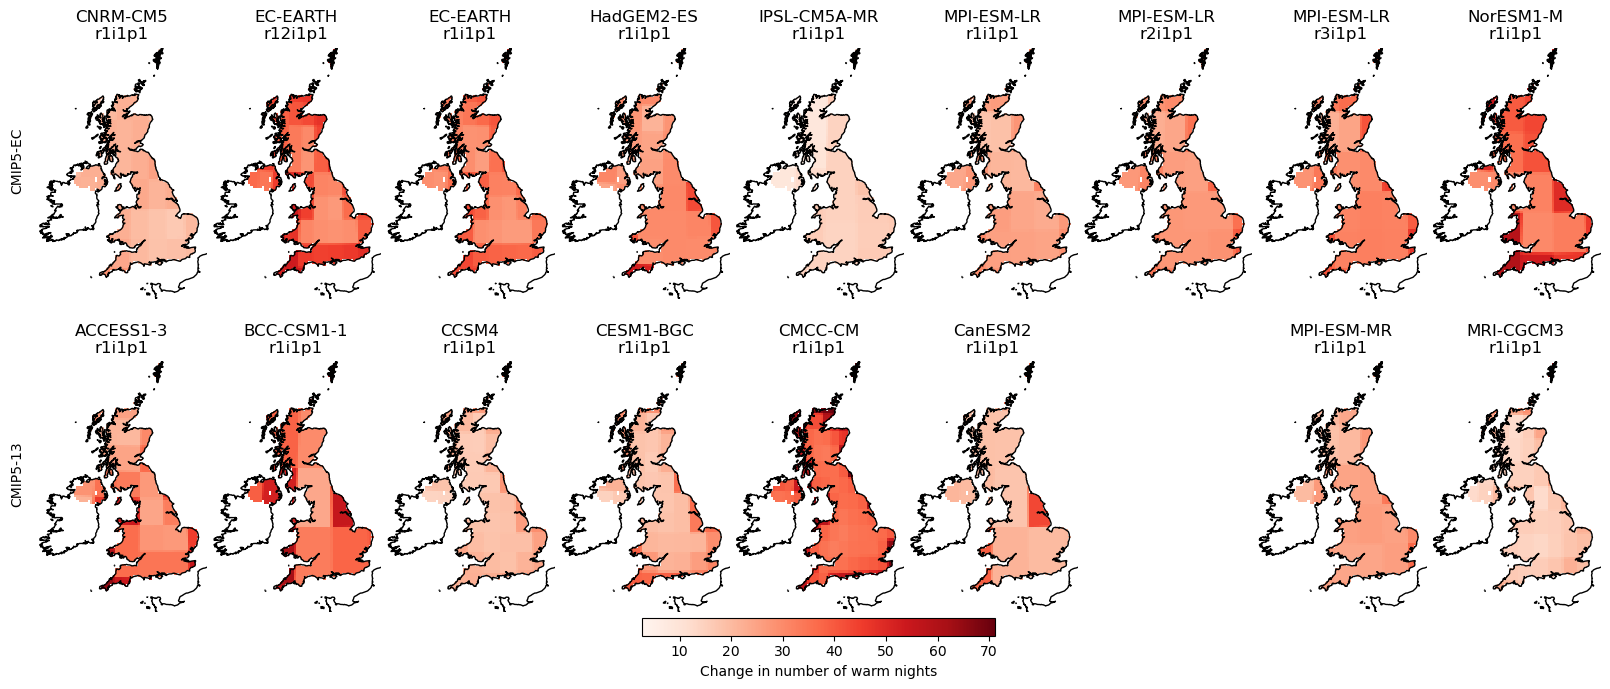 CNRM-CM5
r1i1p1
EC-EARTH
r12i1p1
EC-EARTH
r1i1p1
HadGEM2-ES
r1i1p1
IPSL-CM5A-MR
r1i1p1
MPI-ESM-LR
r1i1p1
MPI-ESM-LR
r2i1p1
MPI-ESM-LR
r3i1p1
NorESM1-M
r1i1p1
CMIP5-EC
ACCESS1-3
r1i1p1
BCC-CSM1-1
r1i1p1
CCSM4
r1i1p1
CESM1-BGC
r1i1p1
CMCC-CM
r1i1p1
CanESM2
r1i1p1
MPI-ESM-MR
r1i1p1
MRI-CGCM3
r1i1p1
CMIP5-13
10 20 30 40 50 60 70
Change in number of warm nights